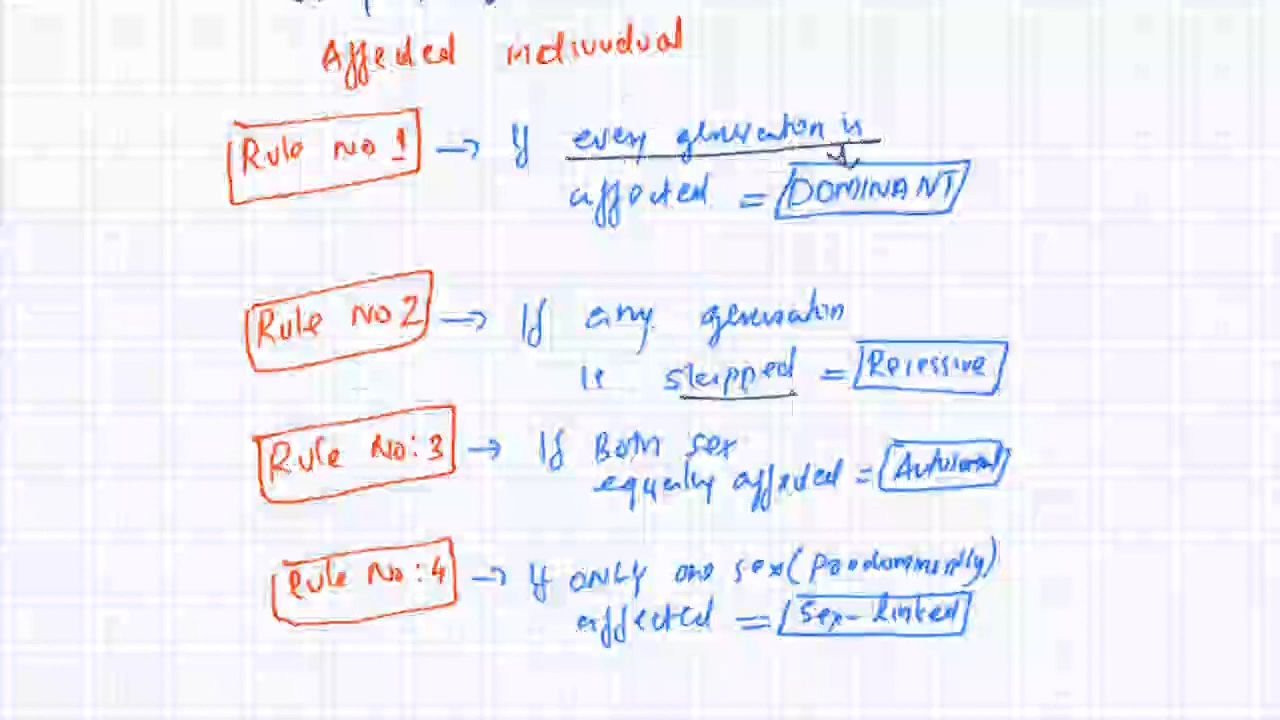 Affected individual
Rule No 1 → If every generation is
affected = DOMINANT
Rule No 2 → If any generation
is skipped = Recessive
Rule No:3 → If Both sex
equally affected = Autosomal
Rule No:4 → If ONLY one sex (Predominantly)
affected = Sex-linked